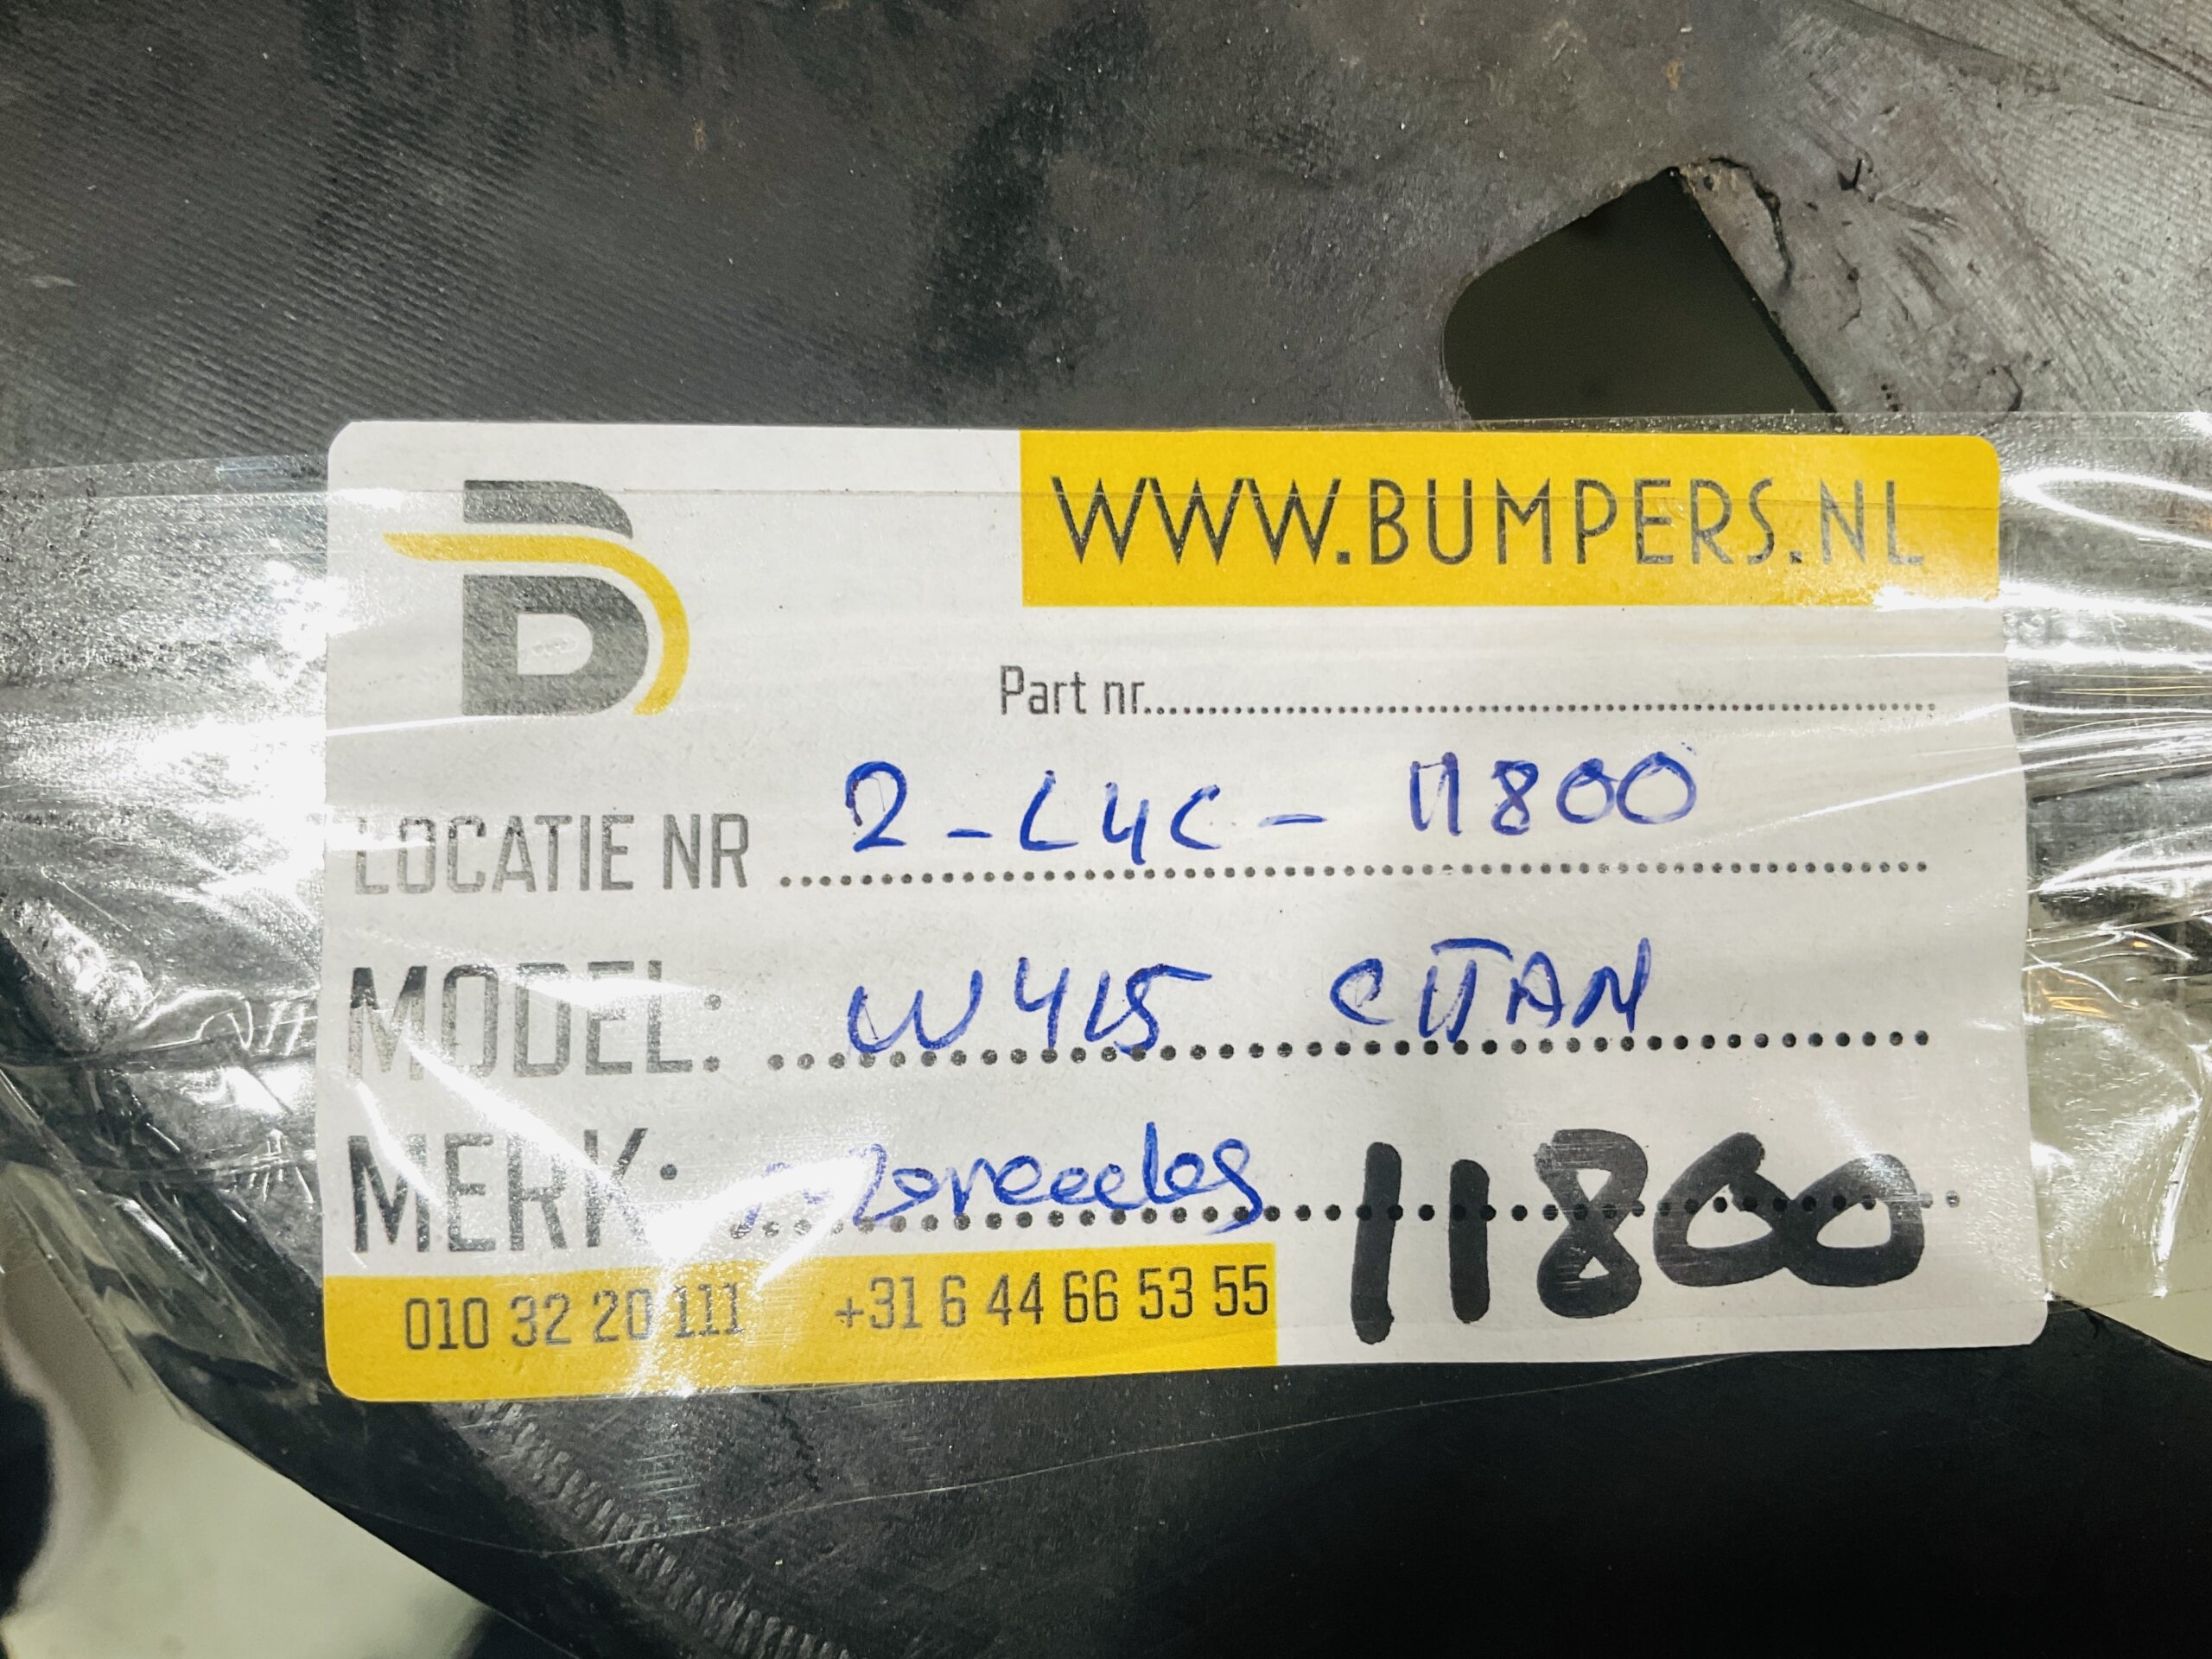 B
WWW.BUMPERS.NL
Part nr.......................................................
LOCATIE NR 2-L4C-11800
MODEL: W415 CITAN
MERK: Mercedes 11800
010 32 20 111 +31 6 44 66 53 55